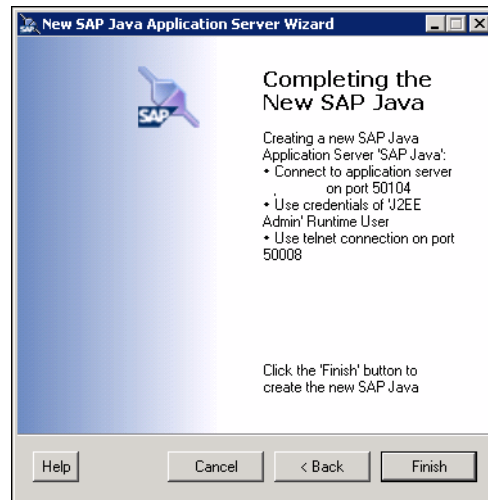 New SAP Java Application Server Wizard
SAP
Completing the
New SAP Java
Creating a new SAP Java
Application Server 'SAP Java':
• Connect to application server
. on port 50104
• Use credentials of 'J2EE
Admin' Runtime User
• Use telnet connection on port
50008
Click the 'Finish' button to
create the new SAP Java
Help
Cancel
< Back
Finish